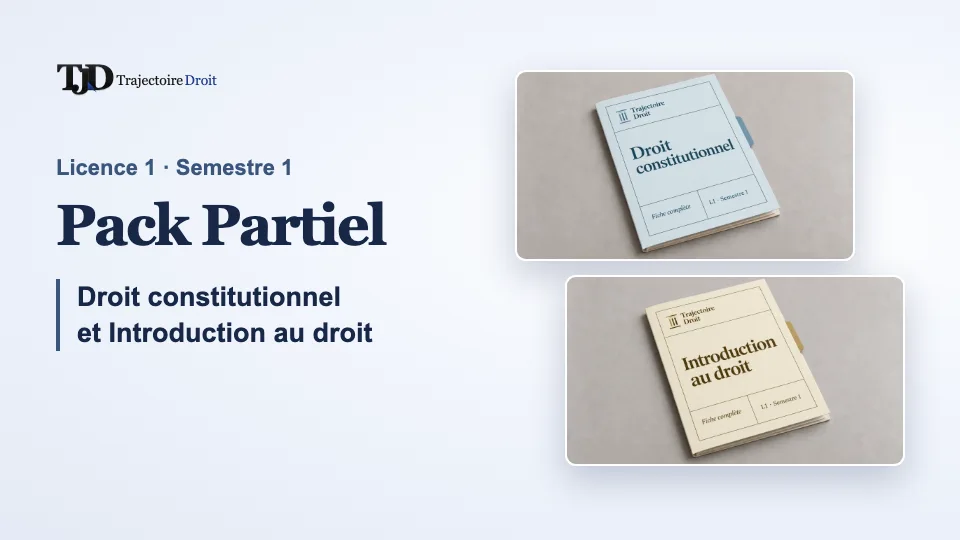 TJD Trajectoire Droit
Licence 1 · Semestre 1
Pack Partiel
Droit constitutionnel
et Introduction au droit
Trajectoire
Droit
Droit
constitutionnel
Fiche complète
L1 · Semestre 1
Trajectoire
Droit
Introduction
au droit
Fiche complète
L1 · Semestre 1